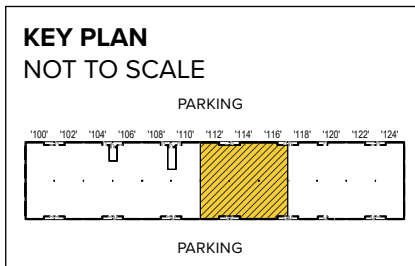 KEY PLAN
NOT TO SCALE
PARKING
'100' '102' '104' '106' '108' '110' '112' '114' '116' '118' '120' '122' '124'
PARKING